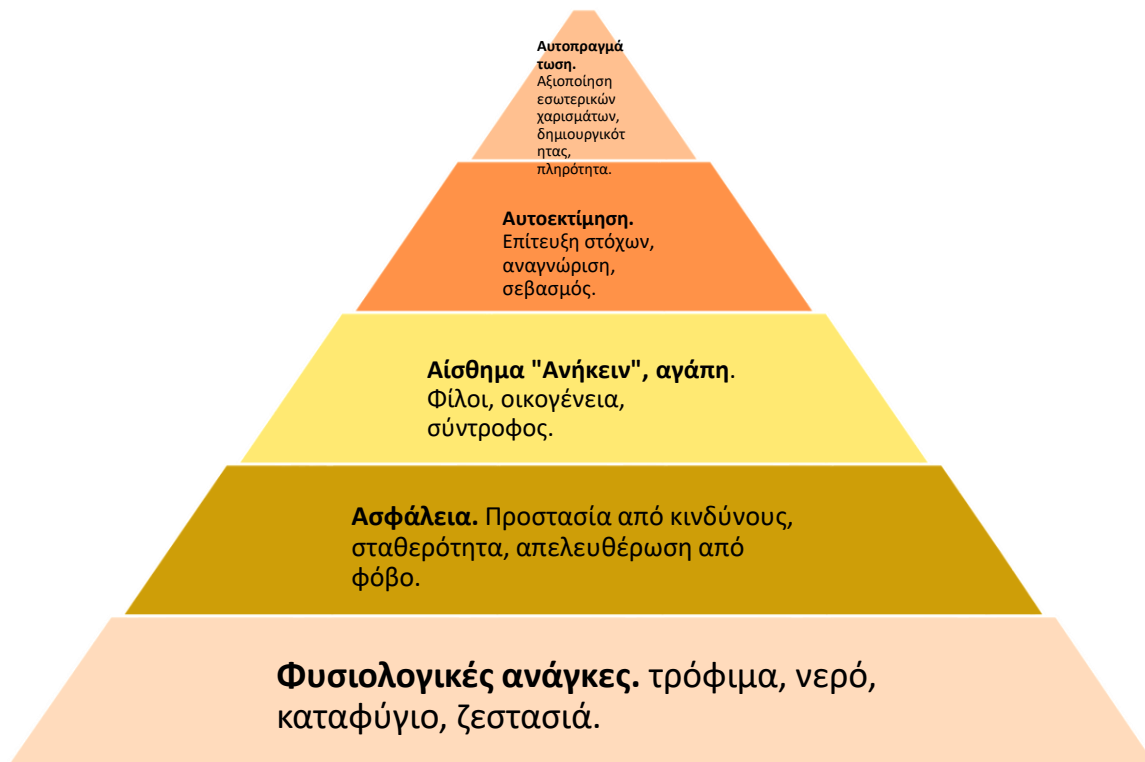 Αυτοπραγμά
τωση.
Αξιοποίηση
εσωτερικών
χαρισμάτων,
δημιουργικότ
ητας,
πληρότητα.
Αυτοεκτίμηση.
Επίτευξη στόχων,
αναγνώριση,
σεβασμός.
Αίσθημα "Ανήκειν", αγάπη.
Φίλοι, οικογένεια,
σύντροφος.
Ασφάλεια. Προστασία από κινδύνους,
σταθερότητα, απελευθέρωση από
φόβο.
Φυσιολογικές ανάγκες. τρόφιμα, νερό,
καταφύγιο, ζεστασιά.